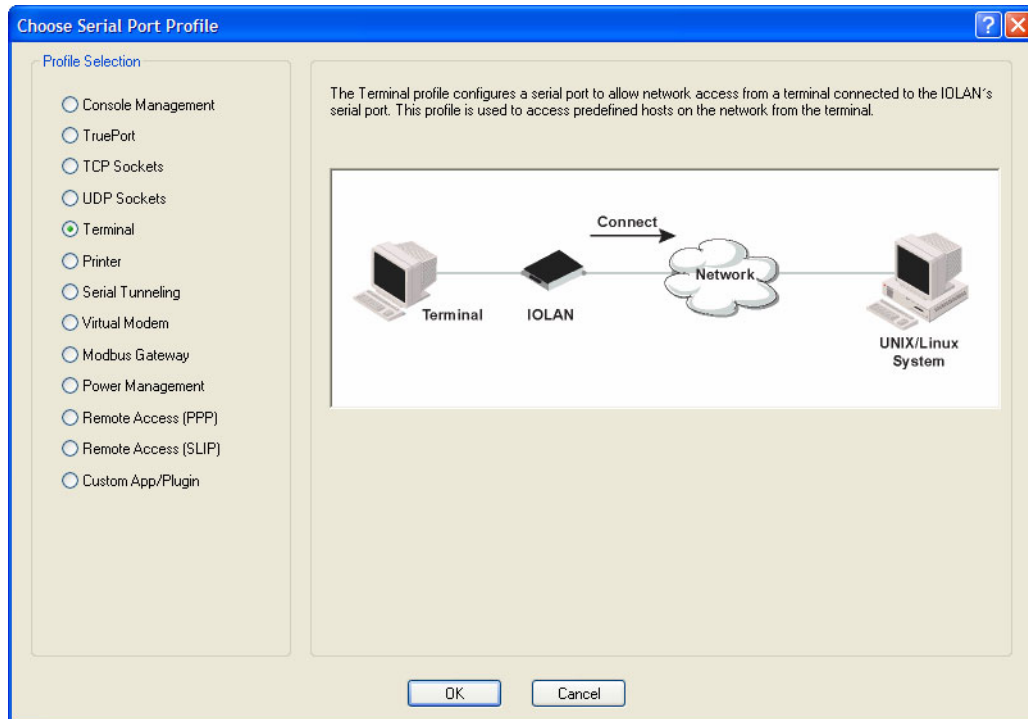 Choose Serial Port Profile
Profile Selection
Console Management
TruePort
TCP Sockets
UDP Sockets
Terminal
Printer
Serial Tunneling
Virtual Modem
Modbus Gateway
Power Management
Remote Access (PPP)
Remote Access (SLIP)
Custom App/Plugin
The Terminal profile configures a serial port to allow network access from a terminal connected to the IOLAN's
serial port. This profile is used to access predefined hosts on the network from the terminal.
Connect
Network
Terminal
IOLAN
UNIX/Linux
System
OK
Cancel